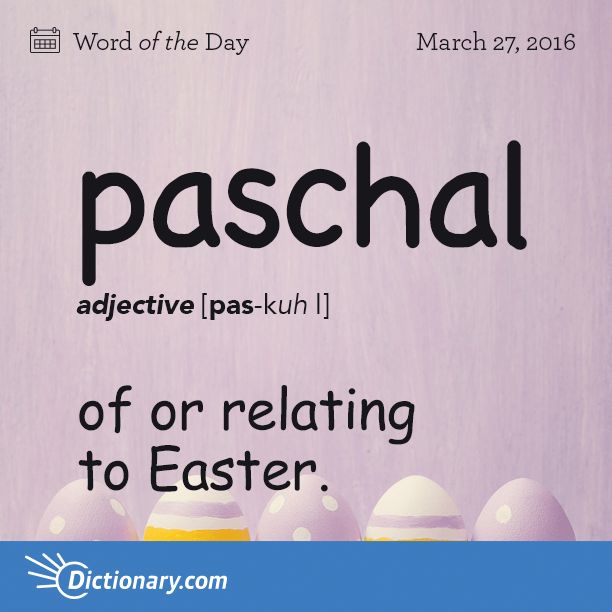 Word of the Day
March 27, 2016
paschal
adjective [pas-kuh l]
of or relating
to Easter.
Dictionary.com